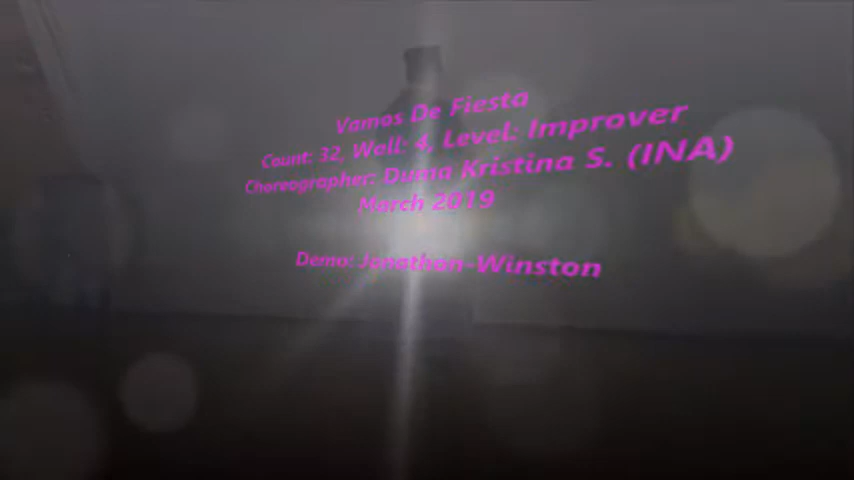 Vamos De Fiesta
Count: 32, Wall: 4, Level: Improver
Choreographer: Duma Kristina S. (INA)
March 2019
Demo: Jonathon-Winston